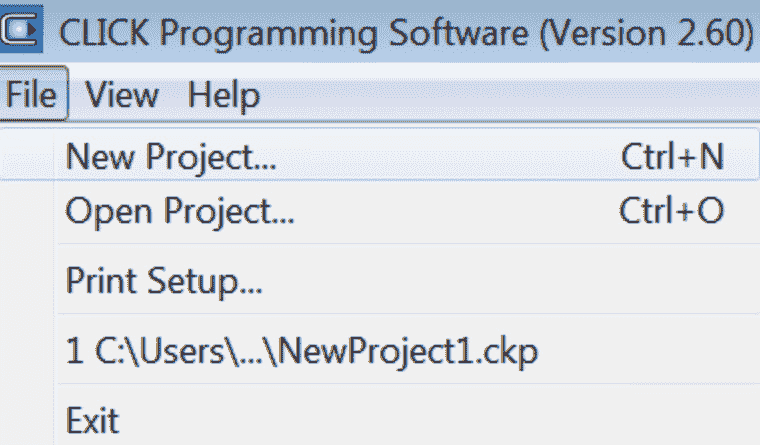 CLICK Programming Software (Version 2.60)
File View Help
New Project... Ctrl+N
Open Project... Ctrl+O
Print Setup...
1 C:\Users\...\NewProject1.ckp
Exit